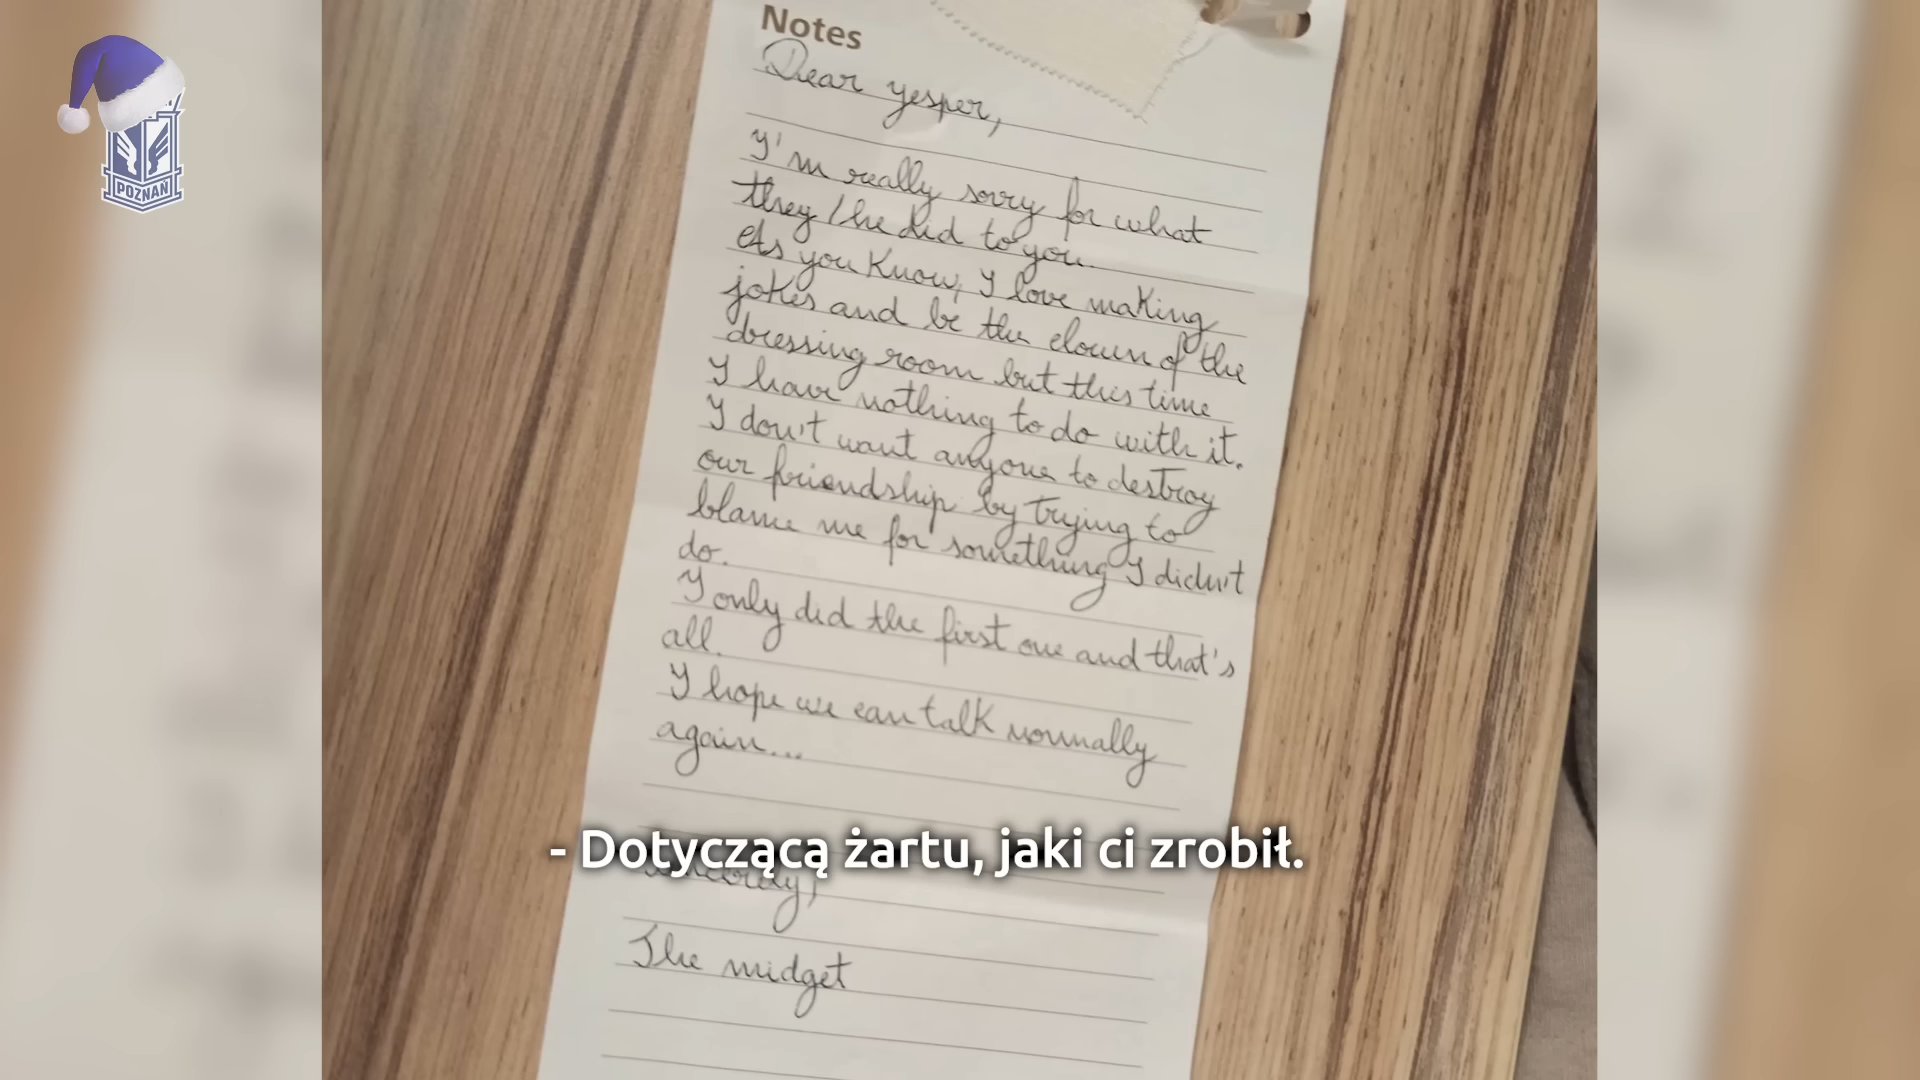 POZNAŃ
Notes
Dear yesper,
I'm really sorry for what
they/he did to you.
As you know, I love making
jokes and be the clown of the
dressing room but this time
I have nothing to do with it.
I don't want anyone to destroy
our friendship by trying to
blame me for something I didn't
do.
I only did the first one and that's
all.
I hope we can talk normally
again...
- Dotyczącą żartu, jaki ci zrobił.
The midget